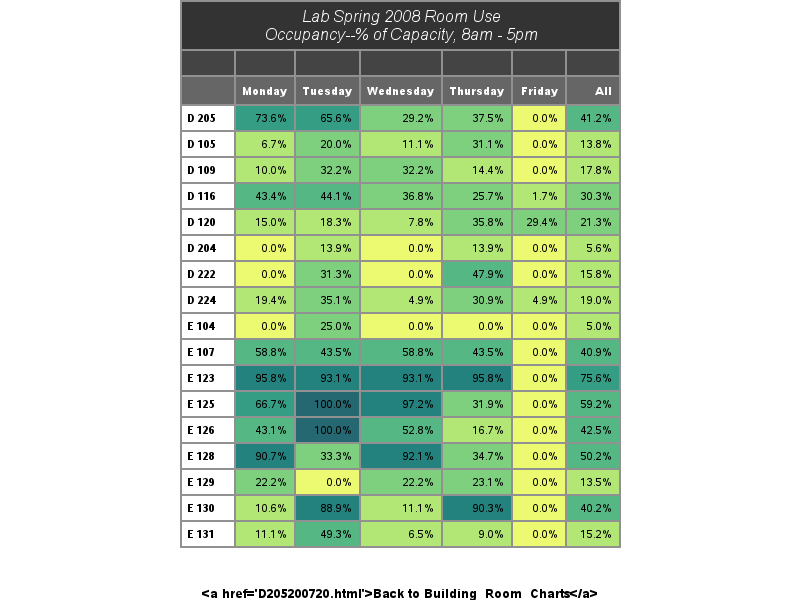 Lab Spring 2008 Room Use
Occupancy--% of Capacity, 8am - 5pm
Monday Tuesday Wednesday Thursday Friday All
D 205 73.6% 65.6% 29.2% 37.5% 0.0% 41.2%
D 105 6.7% 20.0% 11.1% 31.1% 0.0% 13.8%
D 109 10.0% 32.2% 32.2% 14.4% 0.0% 17.8%
D 116 43.4% 44.1% 36.8% 25.7% 1.7% 30.3%
D 120 15.0% 18.3% 7.8% 35.8% 29.4% 21.3%
D 204 0.0% 13.9% 0.0% 13.9% 0.0% 5.6%
D 222 0.0% 31.3% 0.0% 47.9% 0.0% 15.8%
D 224 19.4% 35.1% 4.9% 30.9% 4.9% 19.0%
E 104 0.0% 25.0% 0.0% 0.0% 0.0% 5.0%
E 107 58.8% 43.5% 58.8% 43.5% 0.0% 40.9%
E 123 95.8% 93.1% 93.1% 95.8% 0.0% 75.6%
E 125 66.7% 100.0% 97.2% 31.9% 0.0% 59.2%
E 126 43.1% 100.0% 52.8% 16.7% 0.0% 42.5%
E 128 90.7% 33.3% 92.1% 34.7% 0.0% 50.2%
E 129 22.2% 0.0% 22.2% 23.1% 0.0% 13.5%
E 130 10.6% 88.9% 11.1% 90.3% 0.0% 40.2%
E 131 11.1% 49.3% 6.5% 9.0% 0.0% 15.2%
<a href='D205200720.html'>Back to Building_Room_Charts</a>